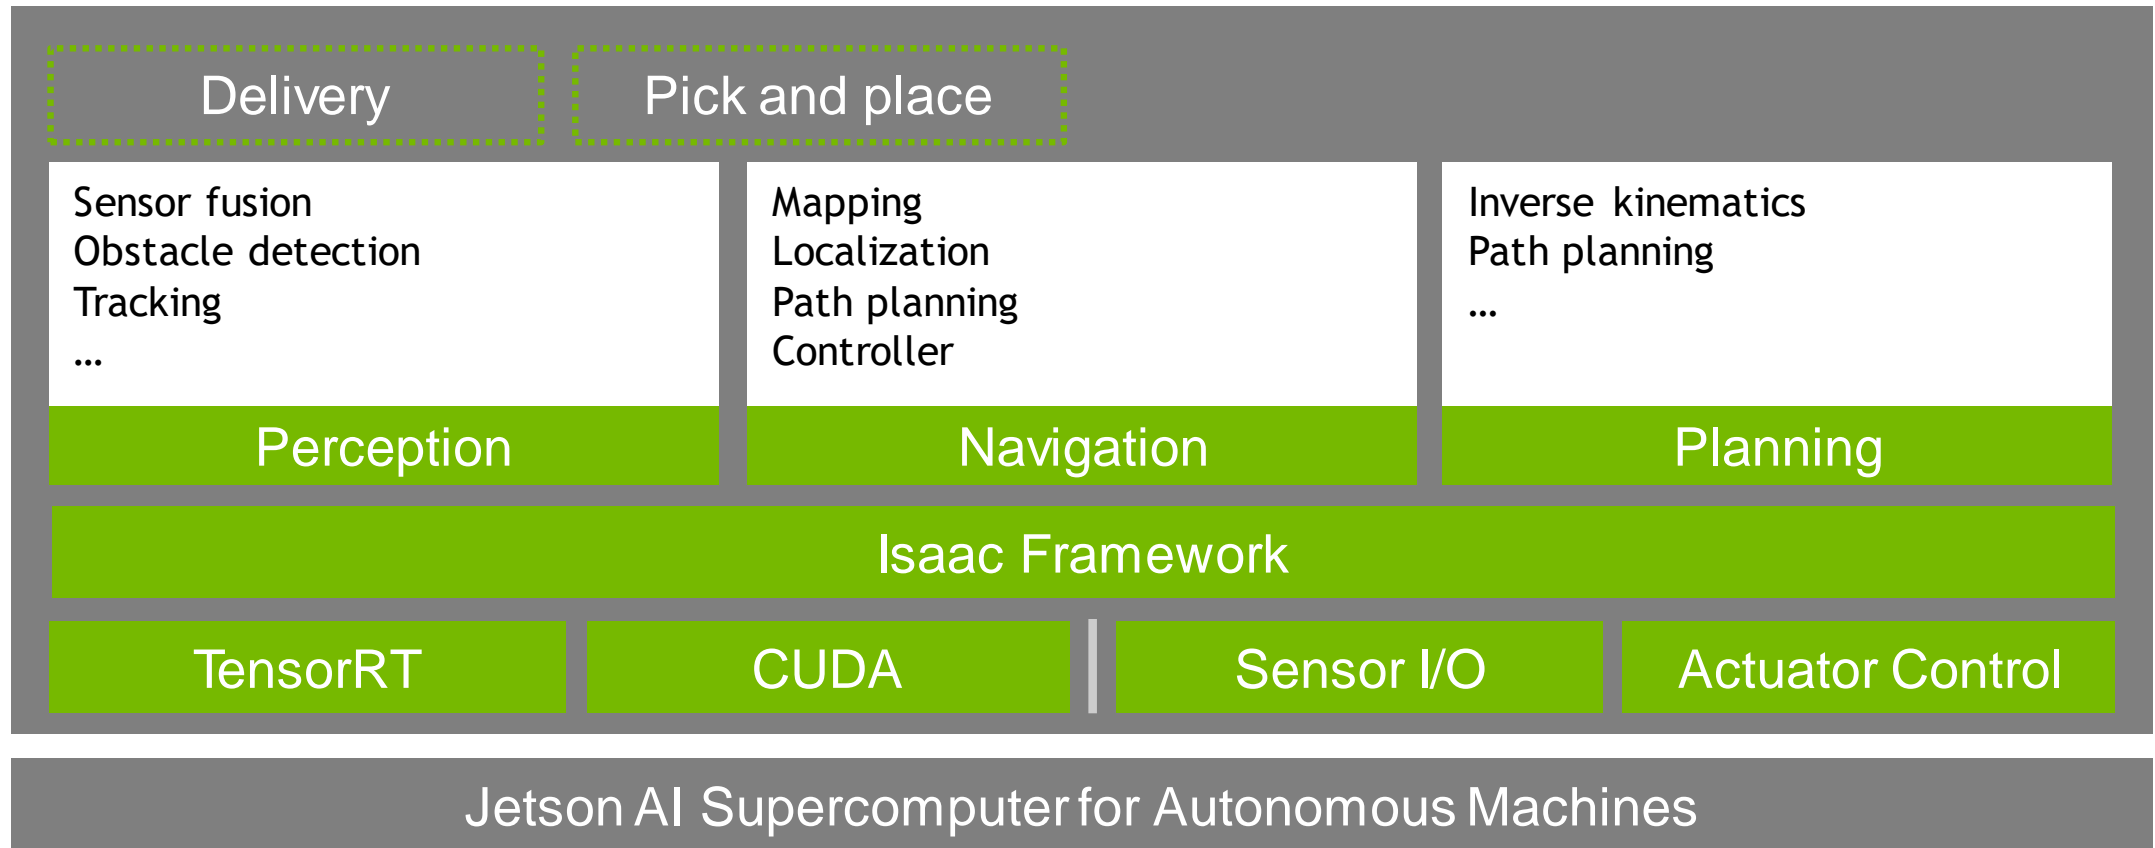 Delivery
Pick and place
Sensor fusion
Obstacle detection
Tracking
…
Perception
Mapping
Localization
Path planning
Controller
Navigation
Inverse kinematics
Path planning
…
Planning
Isaac Framework
TensorRT
CUDA
Sensor I/O
Actuator Control
Jetson AI Supercomputer for Autonomous Machines